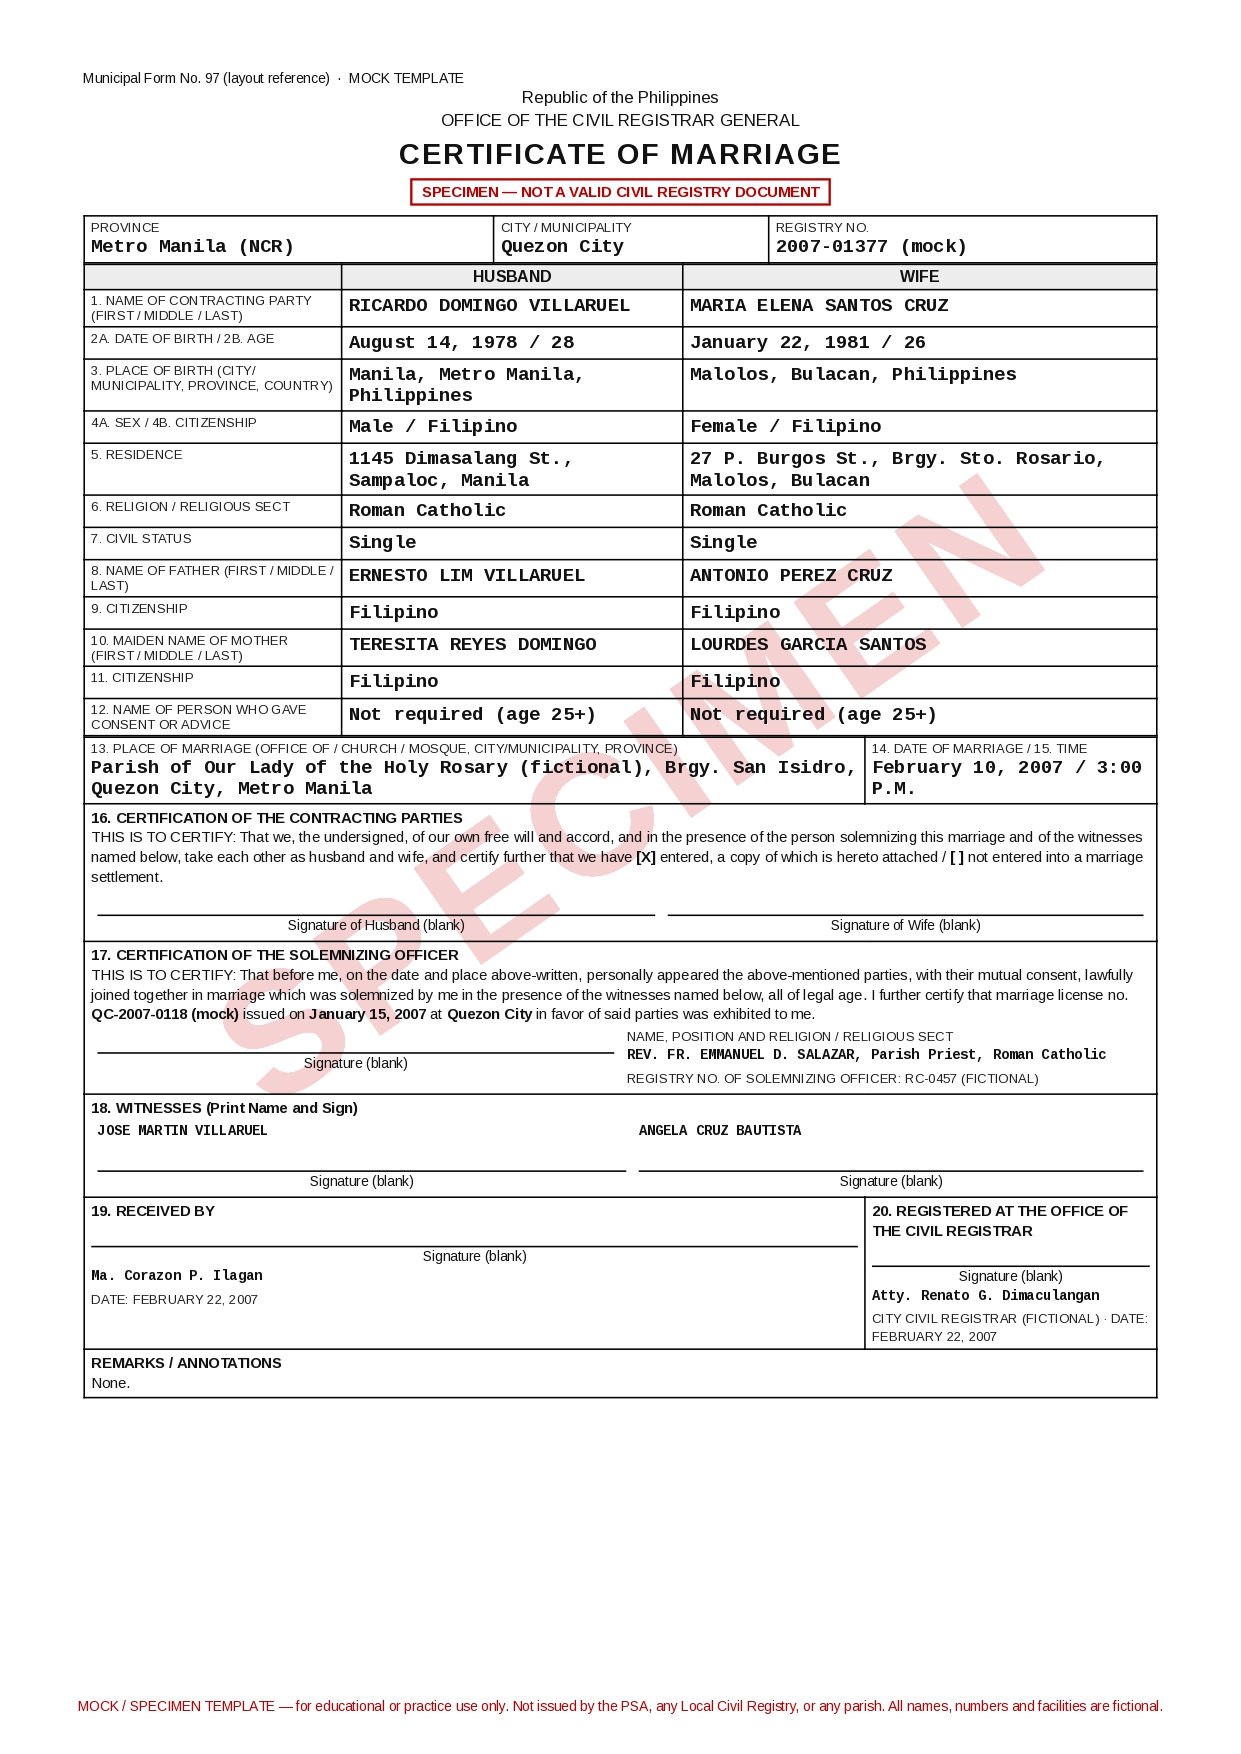 Municipal Form No. 97 (layout reference) · MOCK TEMPLATE
Republic of the Philippines
OFFICE OF THE CIVIL REGISTRAR GENERAL
CERTIFICATE OF MARRIAGE
SPECIMEN — NOT A VALID CIVIL REGISTRY DOCUMENT
PROVINCE CITY / MUNICIPALITY REGISTRY NO.
Metro Manila (NCR) Quezon City 2007-01377 (mock)
HUSBAND WIFE
1. NAME OF CONTRACTING PARTY
(FIRST / MIDDLE / LAST)
RICARDO DOMINGO VILLARUEL MARIA ELENA SANTOS CRUZ
2A. DATE OF BIRTH / 2B. AGE
August 14, 1978 / 28 January 22, 1981 / 26
3. PLACE OF BIRTH (CITY/
MUNICIPALITY, PROVINCE, COUNTRY)
Manila, Metro Manila,
Philippines
Malolos, Bulacan, Philippines
4A. SEX / 4B. CITIZENSHIP
Male / Filipino Female / Filipino
5. RESIDENCE
1145 Dimasalang St.,
Sampaloc, Manila
27 P. Burgos St., Brgy. Sto. Rosario,
Malolos, Bulacan
6. RELIGION / RELIGIOUS SECT
Roman Catholic Roman Catholic
7. CIVIL STATUS
Single Single
8. NAME OF FATHER (FIRST / MIDDLE /
LAST)
ERNESTO LIM VILLARUEL ANTONIO PEREZ CRUZ
9. CITIZENSHIP
Filipino Filipino
10. MAIDEN NAME OF MOTHER
(FIRST / MIDDLE / LAST)
TERESITA REYES DOMINGO LOURDES GARCIA SANTOS
11. CITIZENSHIP
Filipino Filipino
12. NAME OF PERSON WHO GAVE
CONSENT OR ADVICE
Not required (age 25+) Not required (age 25+)
13. PLACE OF MARRIAGE (OFFICE OF / CHURCH / MOSQUE, CITY/MUNICIPALITY, PROVINCE)
Parish of Our Lady of the Holy Rosary (fictional), Brgy. San Isidro,
Quezon City, Metro Manila
14. DATE OF MARRIAGE / 15. TIME
February 10, 2007 / 3:00
P.M.
16. CERTIFICATION OF THE CONTRACTING PARTIES
THIS IS TO CERTIFY: That we, the undersigned, of our own free will and accord, and in the presence of the person solemnizing this marriage and of the witnesses
named below, take each other as husband and wife, and certify further that we have [X] entered, a copy of which is hereto attached / [ ] not entered into a marriage
settlement.
Signature of Husband (blank) Signature of Wife (blank)
17. CERTIFICATION OF THE SOLEMNIZING OFFICER
THIS IS TO CERTIFY: That before me, on the date and place above-written, personally appeared the above-mentioned parties, with their mutual consent, lawfully
joined together in marriage which was solemnized by me in the presence of the witnesses named below, all of legal age. I further certify that marriage license no.
QC-2007-0118 (mock) issued on January 15, 2007 at Quezon City in favor of said parties was exhibited to me.
Signature (blank)
NAME, POSITION AND RELIGION / RELIGIOUS SECT
REV. FR. EMMANUEL D. SALAZAR, Parish Priest, Roman Catholic
REGISTRY NO. OF SOLEMNIZING OFFICER: RC-0457 (FICTIONAL)
18. WITNESSES (Print Name and Sign)
JOSE MARTIN VILLARUEL ANGELA CRUZ BAUTISTA
Signature (blank) Signature (blank)
19. RECEIVED BY
Signature (blank)
Ma. Corazon P. Ilagan
DATE: FEBRUARY 22, 2007
20. REGISTERED AT THE OFFICE OF
THE CIVIL REGISTRAR
Signature (blank)
Atty. Renato G. Dimaculangan
CITY CIVIL REGISTRAR (FICTIONAL) · DATE:
FEBRUARY 22, 2007
REMARKS / ANNOTATIONS
None.
SPECIMEN
MOCK / SPECIMEN TEMPLATE — for educational or practice use only. Not issued by the PSA, any Local Civil Registry, or any parish. All names, numbers and facilities are fictional.